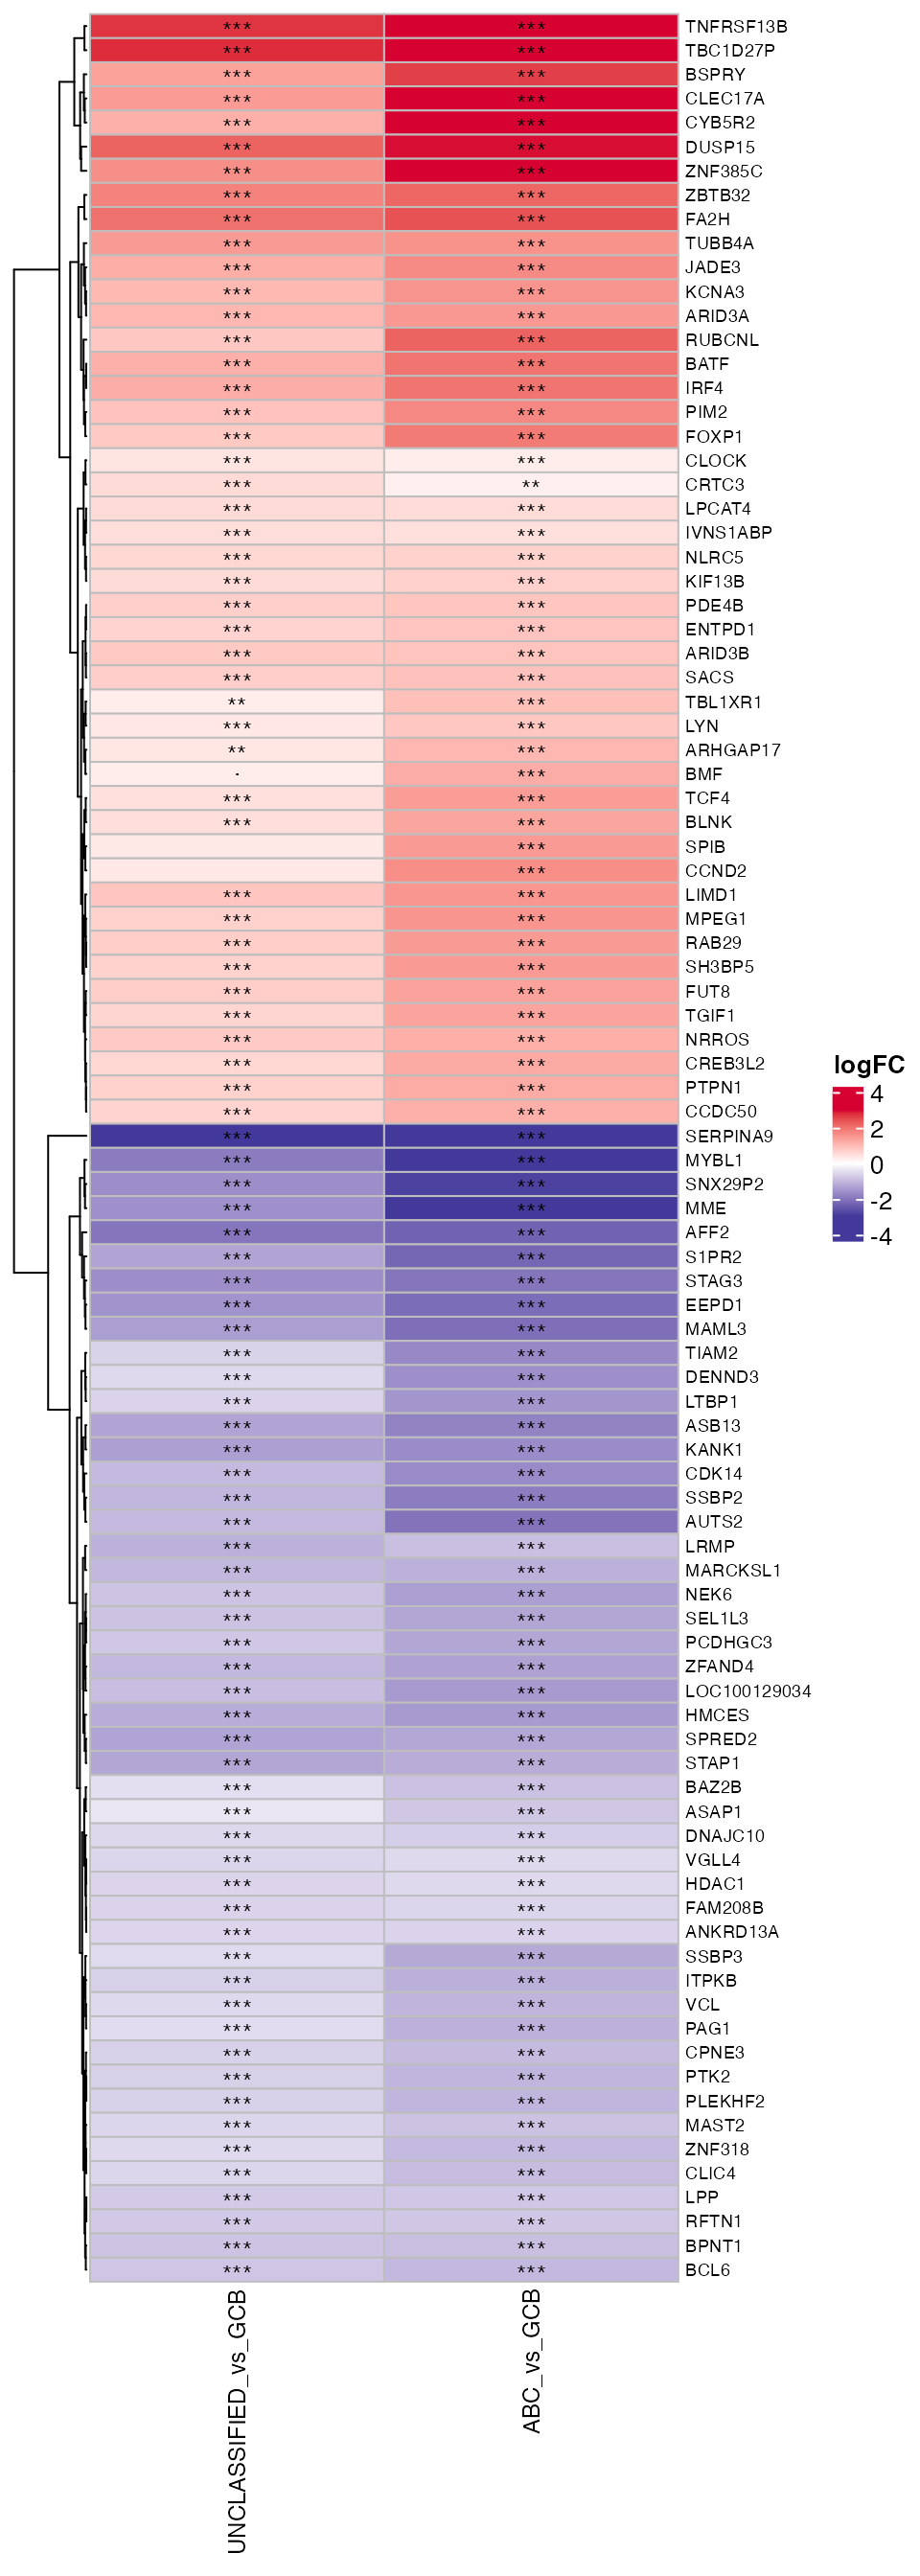 *** *** TNFRSF13B
*** *** TBC1D27P
*** *** BSPRY
*** *** CLEC17A
*** *** CYB5R2
*** *** DUSP15
*** *** ZNF385C
*** *** ZBTB32
*** *** FA2H
*** *** TUBB4A
*** *** JADE3
*** *** KCNA3
*** *** ARID3A
*** *** RUBCNL
*** *** BATF
*** *** IRF4
*** *** PIM2
*** *** FOXP1
*** *** CLOCK
*** ** CRTC3
*** *** LPCAT4
*** *** IVNS1ABP
*** *** NLRC5
*** *** KIF13B
*** *** PDE4B
*** *** ENTPD1
*** *** ARID3B
*** *** SACS
** *** TBL1XR1
*** *** LYN
** *** ARHGAP17
. *** BMF
*** *** TCF4
*** *** BLNK
*** SPIB
*** CCND2
*** *** LIMD1
*** *** MPEG1
*** *** RAB29
*** *** SH3BP5
*** *** FUT8
*** *** TGIF1
*** *** NRROS
*** *** CREB3L2
*** *** PTPN1
*** *** CCDC50
*** *** SERPINA9
*** *** MYBL1
*** *** SNX29P2
*** *** MME
*** *** AFF2
*** *** S1PR2
*** *** STAG3
*** *** EEPD1
*** *** MAML3
*** *** TIAM2
*** *** DENND3
*** *** LTBP1
*** *** ASB13
*** *** KANK1
*** *** CDK14
*** *** SSBP2
*** *** AUTS2
*** *** LRMP
*** *** MARCKSL1
*** *** NEK6
*** *** SEL1L3
*** *** PCDHGC3
*** *** ZFAND4
*** *** LOC100129034
*** *** HMCES
*** *** SPRED2
*** *** STAP1
*** *** BAZ2B
*** *** ASAP1
*** *** DNAJC10
*** *** VGLL4
*** *** HDAC1
*** *** FAM208B
*** *** ANKRD13A
*** *** SSBP3
*** *** ITPKB
*** *** VCL
*** *** PAG1
*** *** CPNE3
*** *** PTK2
*** *** PLEKHF2
*** *** MAST2
*** *** ZNF318
*** *** CLIC4
*** *** LPP
*** *** RFTN1
*** *** BPNT1
*** *** BCL6
UNCLASSIFIED_vs_GCB
ABC_vs_GCB
logFC
4
2
0
-2
-4